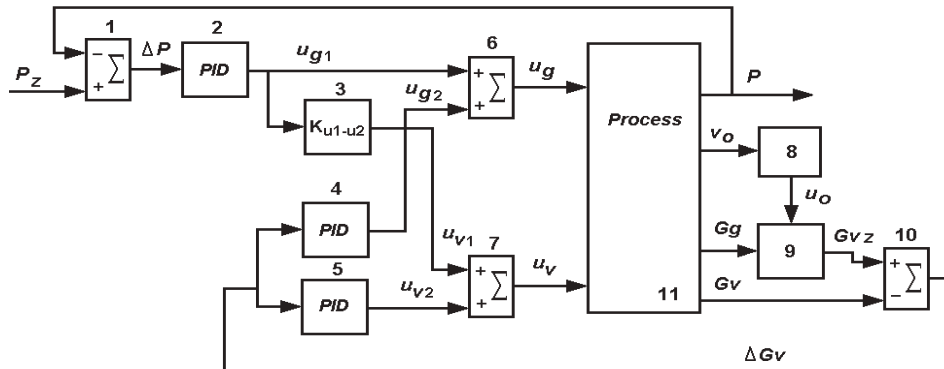 1
2
6
- Σ +
ΔP
PID
u_g1
+ + Σ
u_g
P_z
P
3
u_g2
K_u1-u2
Process
v_o
8
4
u_o
PID
u_v1
7
Gg
9
Gv_z
10
5
PID
u_v2
+ + Σ
u_v
Gv
+ Σ -
11
ΔGv